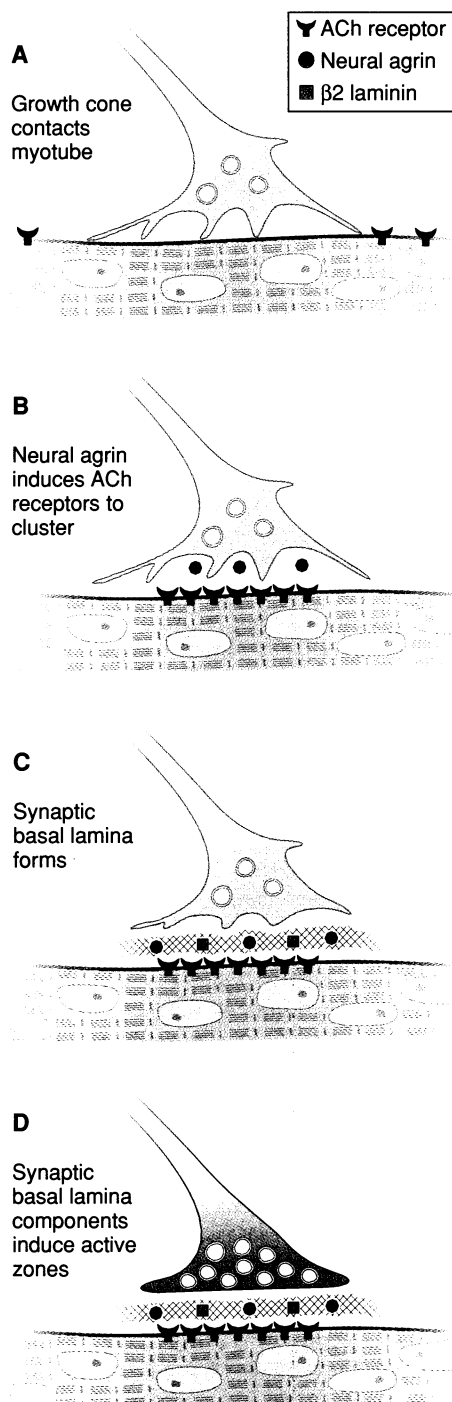 ACh receptor
Neural agrin
β2 laminin
A
Growth cone
contacts
myotube
B
Neural agrin
induces ACh
receptors to
cluster
C
Synaptic
basal lamina
forms
D
Synaptic
basal lamina
components
induce active
zones